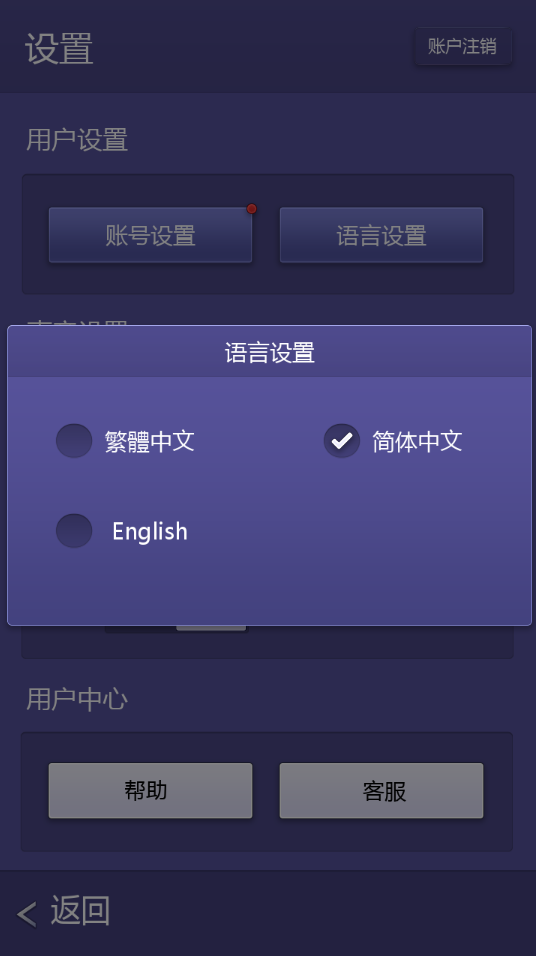 设置
账户注销
用户设置
账号设置
语言设置
语言设置
繁體中文
简体中文
English
用户中心
帮助
客服
返回